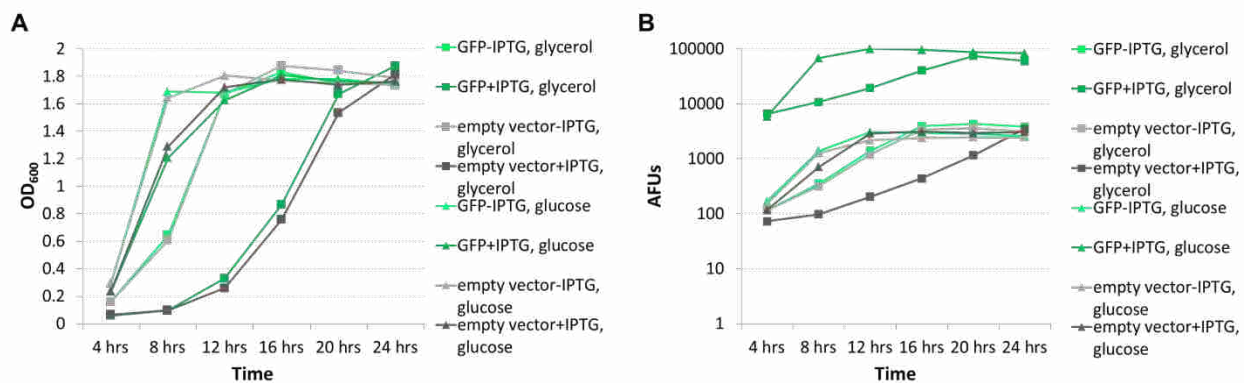 A
OD600
2
1.8
1.6
1.4
1.2
1
0.8
0.6
0.4
0.2
0
4 hrs 8 hrs 12 hrs 16 hrs 20 hrs 24 hrs
Time
GFP-IPTG, glycerol
GFP+IPTG, glycerol
empty vector-IPTG,
glycerol
empty vector+IPTG,
glycerol
GFP-IPTG, glucose
GFP+IPTG, glucose
empty vector-IPTG,
glucose
empty vector+IPTG,
glucose
B
AFUs
100000
10000
1000
100
10
1
4 hrs 8 hrs 12 hrs 16 hrs 20 hrs 24 hrs
Time
GFP-IPTG, glycerol
GFP+IPTG, glycerol
empty vector-IPTG,
glycerol
empty vector+IPTG,
glycerol
GFP-IPTG, glucose
GFP+IPTG, glucose
empty vector-IPTG,
glucose
empty vector+IPTG,
glucose